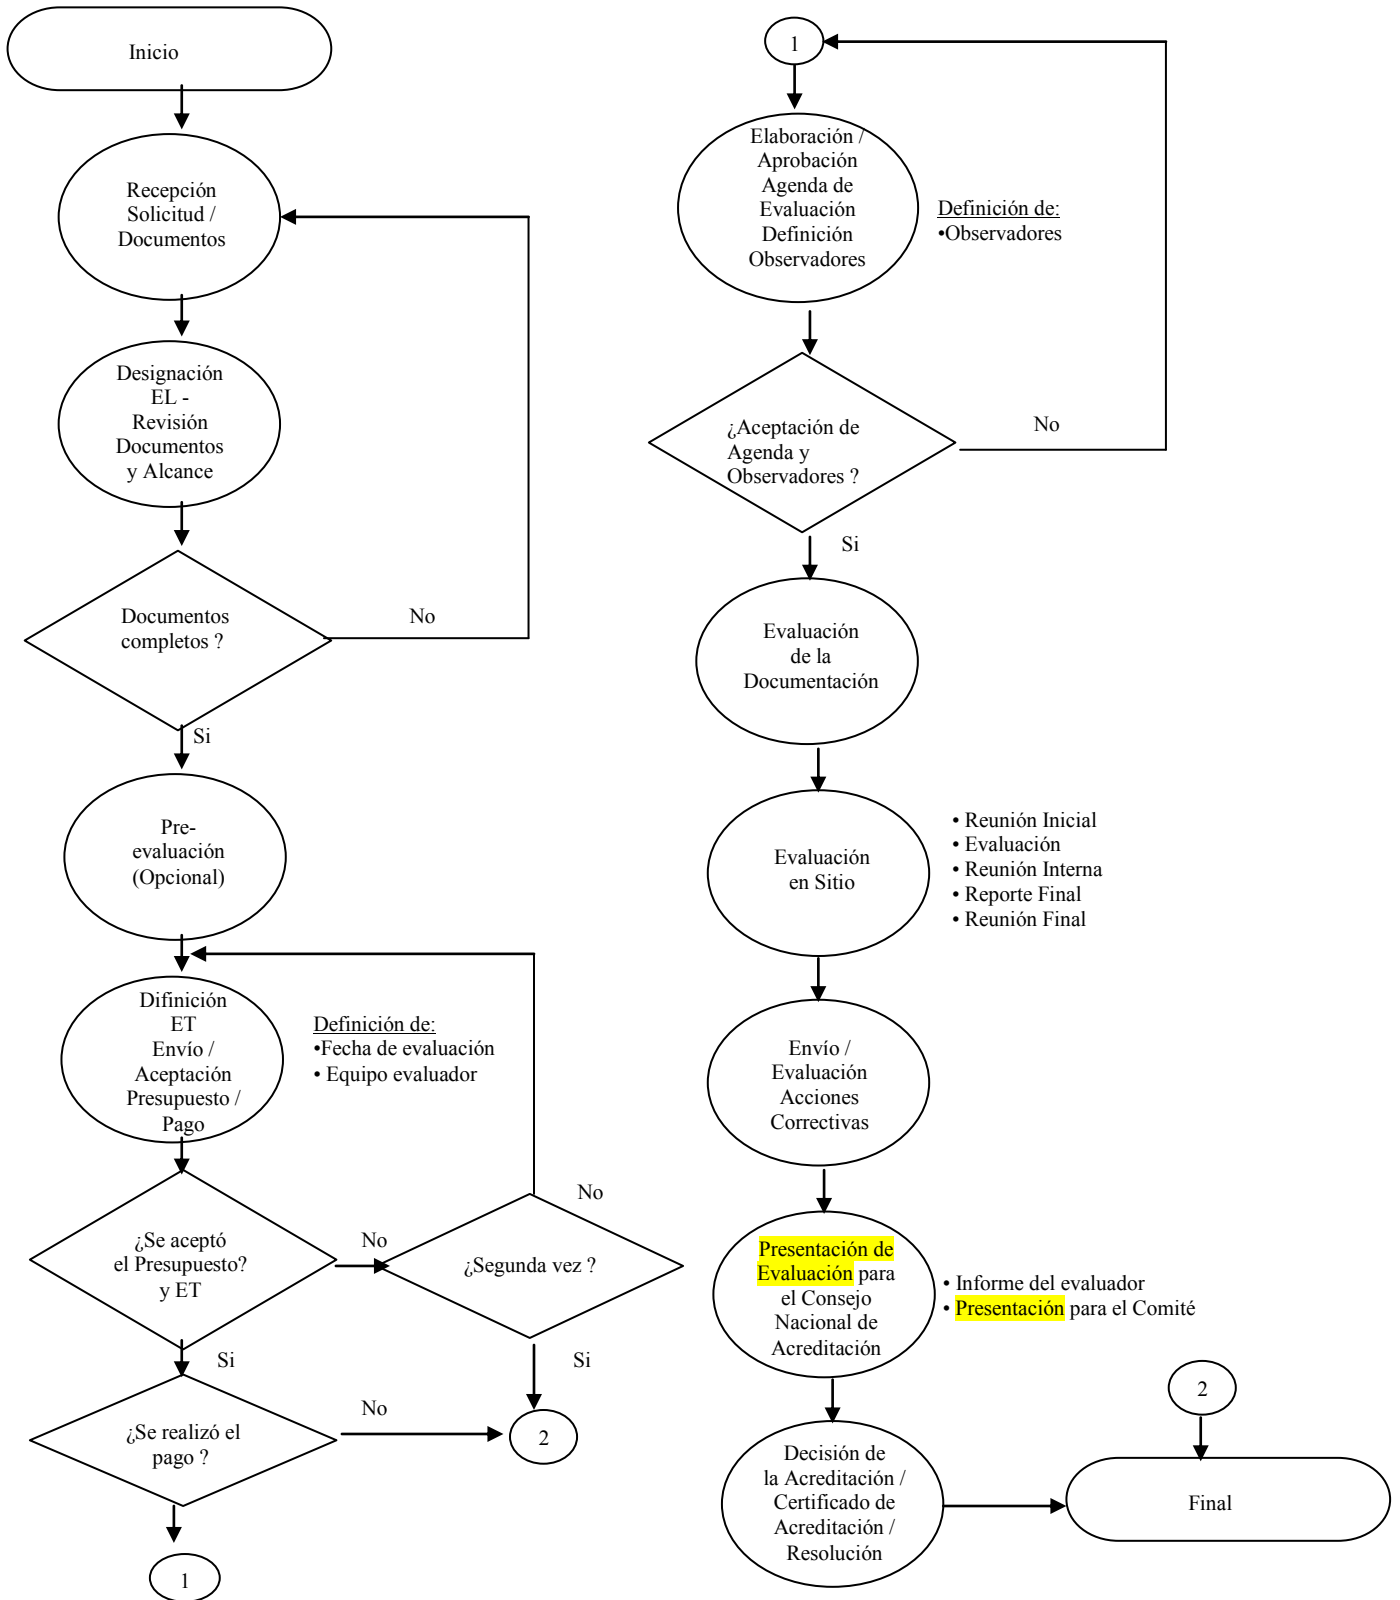 Inicio
Recepción
Solicitud /
Documentos
Designación
EL -
Revisión
Documentos
y Alcance
Documentos
completos ?
No
Si
Pre-
evaluación
(Opcional)
Difinición
ET
Envío /
Aceptación
Presupuesto /
Pago
Definición de:
•Fecha de evaluación
• Equipo evaluador
¿Se aceptó
el Presupuesto?
y ET
No
¿Segunda vez ?
No
Si
Si
¿Se realizó el
pago ?
No
2
1
1
Elaboración /
Aprobación
Agenda de
Evaluación
Definición
Observadores
Definición de:
•Observadores
¿Aceptación de
Agenda y
Observadores ?
No
Si
Evaluación
de la
Documentación
Evaluación
en Sitio
• Reunión Inicial
• Evaluación
• Reunión Interna
• Reporte Final
• Reunión Final
Envío /
Evaluación
Acciones
Correctivas
Presentación de
Evaluación para
el Consejo
Nacional de
Acreditación
• Informe del evaluador
• Presentación para el Comité
Decisión de
la Acreditación /
Certificado de
Acreditación /
Resolución
2
Final